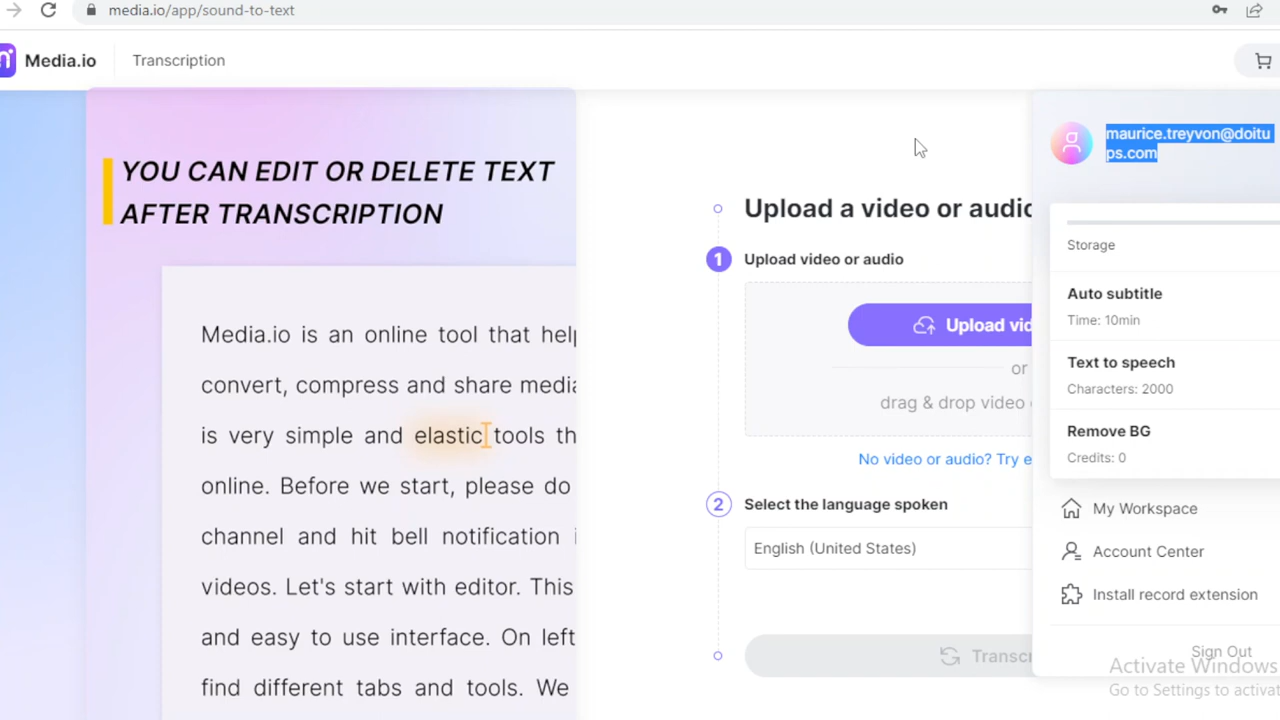 media.io/app/sound-to-text
Media.io
Transcription
YOU CAN EDIT OR DELETE TEXT
AFTER TRANSCRIPTION
Media.io is an online tool that help
convert, compress and share media
is very simple and elastic tools th
online. Before we start, please do
channel and hit bell notification i
videos. Let's start with editor. This
and easy to use interface. On left
find different tabs and tools. We
Upload a video or audio
1
Upload video or audio
Upload vid
or
drag & drop video
No video or audio? Try e
2
Select the language spoken
English (United States)
Transcr
maurice.treyvon@doitu
ps.com
Storage
Auto subtitle
Time: 10min
Text to speech
Characters: 2000
Remove BG
Credits: 0
My Workspace
Account Center
Install record extension
Sign Out
Activate Windows
Go to Settings to activat